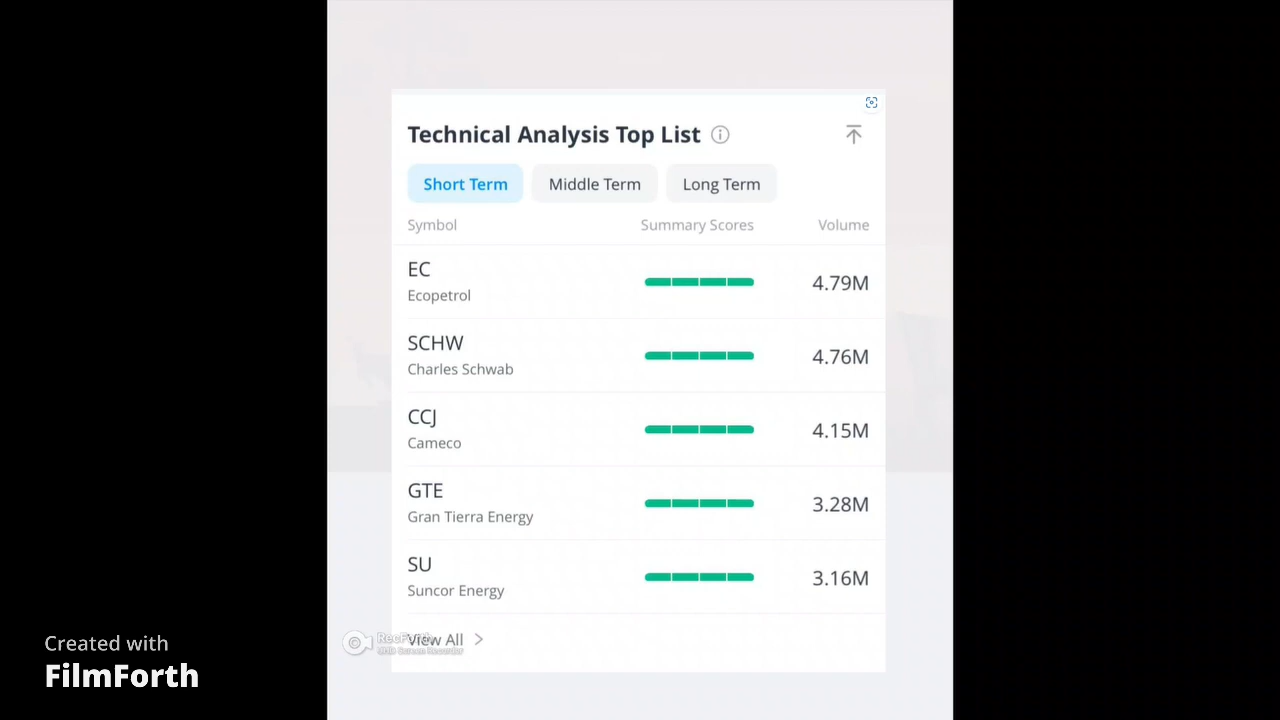 Technical Analysis Top List
Short Term Middle Term Long Term
Symbol Summary Scores Volume
EC 4.79M
Ecopetrol
SCHW 4.76M
Charles Schwab
CCJ 4.15M
Cameco
GTE 3.28M
Gran Tierra Energy
SU 3.16M
Suncor Energy
View All
Created with
FilmForth